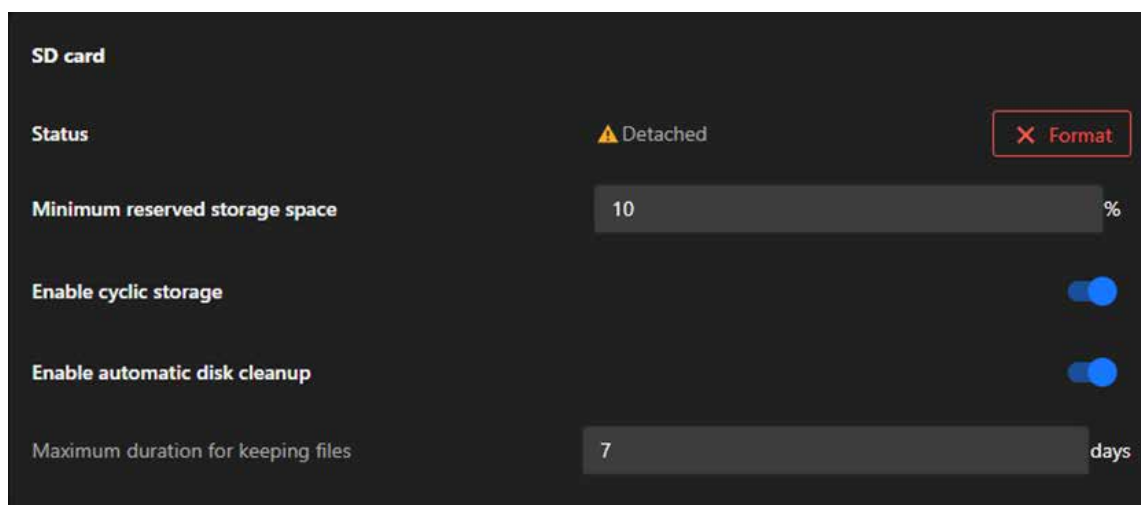 SD card
Status Detached Format
Minimum reserved storage space 10 %
Enable cyclic storage
Enable automatic disk cleanup
Maximum duration for keeping files 7 days